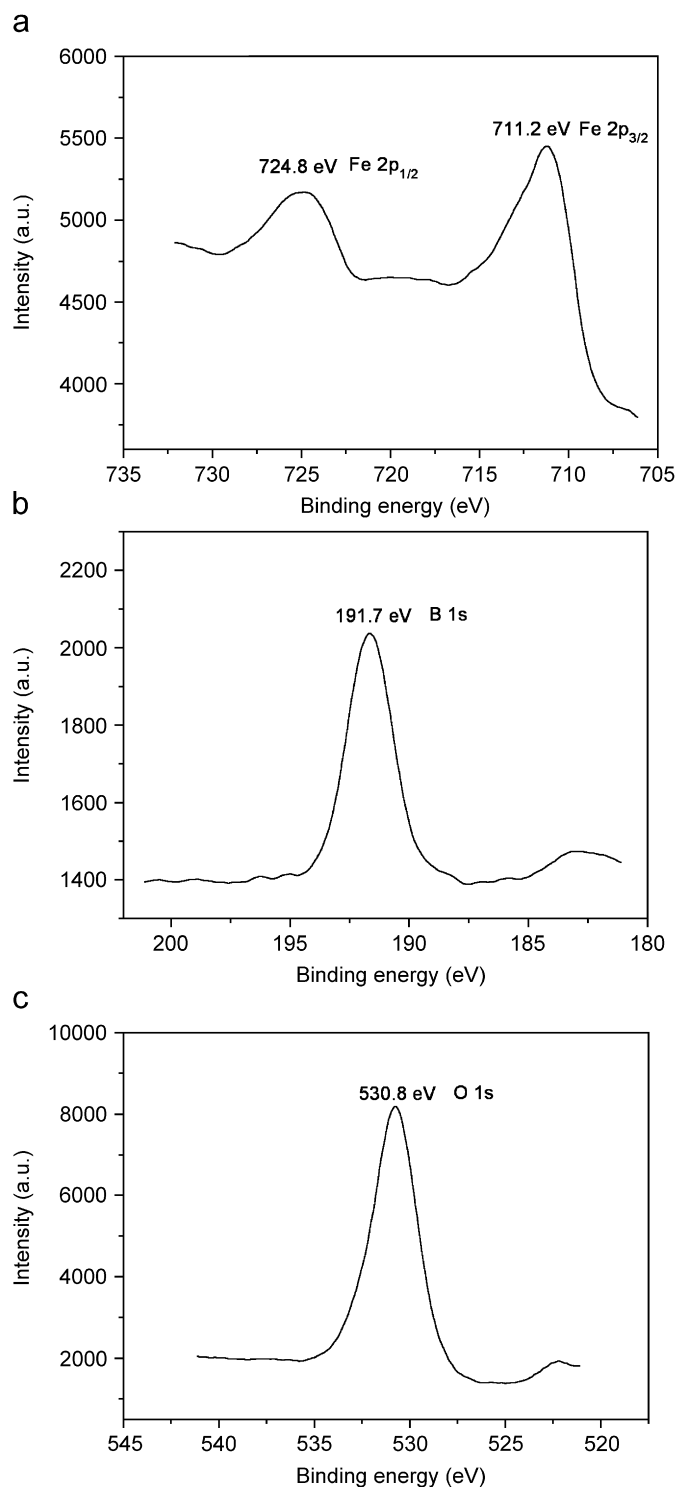 a
6000
5500
5000
4500
4000
Intensity (a.u.)
724.8 eV Fe 2p1/2
711.2 eV Fe 2p3/2
735 730 725 720 715 710 705
Binding energy (eV)
b
2200
2000
1800
1600
1400
Intensity (a.u.)
191.7 eV B 1s
200 195 190 185 180
Binding energy (eV)
c
10000
8000
6000
4000
2000
Intensity (a.u.)
530.8 eV O 1s
545 540 535 530 525 520
Binding energy (eV)